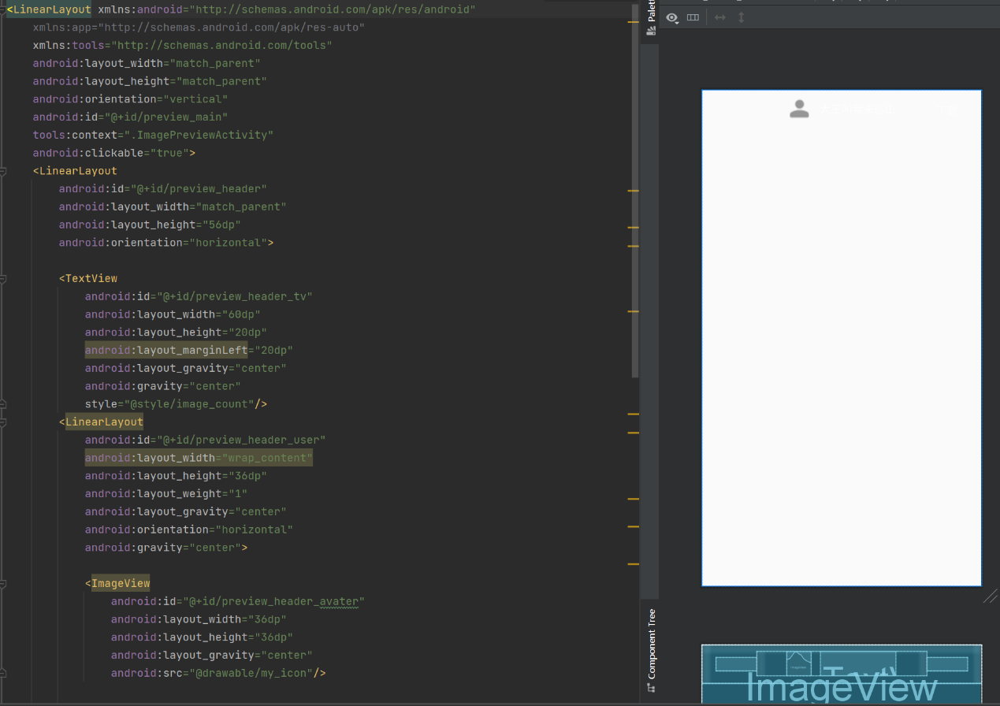 <LinearLayout xmlns:android="http://schemas.android.com/apk/res/android"
xmlns:app="http://schemas.android.com/apk/res-auto"
xmlns:tools="http://schemas.android.com/tools"
android:layout_width="match_parent"
android:layout_height="match_parent"
android:orientation="vertical"
android:id="@+id/preview_main"
tools:context=".ImagePreviewActivity"
android:clickable="true">
<LinearLayout
android:id="@+id/preview_header"
android:layout_width="match_parent"
android:layout_height="56dp"
android:orientation="horizontal">
<TextView
android:id="@+id/preview_header_tv"
android:layout_width="60dp"
android:layout_height="20dp"
android:layout_marginLeft="20dp"
android:layout_gravity="center"
android:gravity="center"
style="@style/image_count"/>
<LinearLayout
android:id="@+id/preview_header_user"
android:layout_width="wrap_content"
android:layout_height="36dp"
android:layout_weight="1"
android:layout_gravity="center"
android:orientation="horizontal"
android:gravity="center">
<ImageView
android:id="@+id/preview_header_avater"
android:layout_width="36dp"
android:layout_height="36dp"
android:layout_gravity="center"
android:src="@drawable/my_icon"/>
Component Tree
ImageView